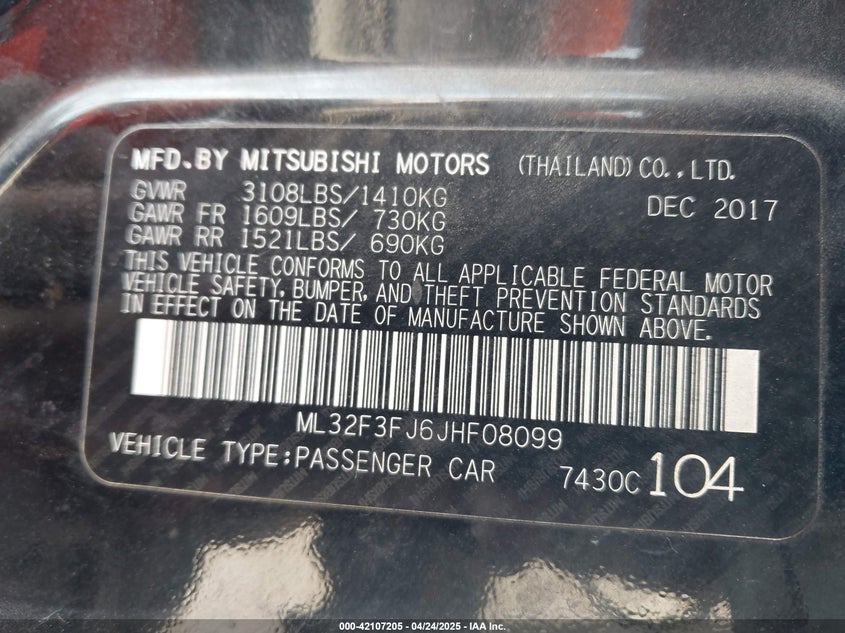 MFD.BY MITSUBISHI MOTORS (THAILAND) CO.,LTD.
GVWR 3108LBS/1410KG DEC 2017
GAWR FR 1609LBS/ 730KG
GAWR RR 1521LBS/ 690KG
THIS VEHICLE CONFORMS TO ALL APPLICABLE FEDERAL MOTOR
VEHICLE SAFETY, BUMPER, AND THEFT PREVENTION STANDARDS
IN EFFECT ON THE DATE OF MANUFACTURE SHOWN ABOVE.
ML32F3FJ6JHF08099
VEHICLE TYPE:PASSENGER CAR 7430C 104
000-42107205 - 04/24/2025 - IAA Inc.